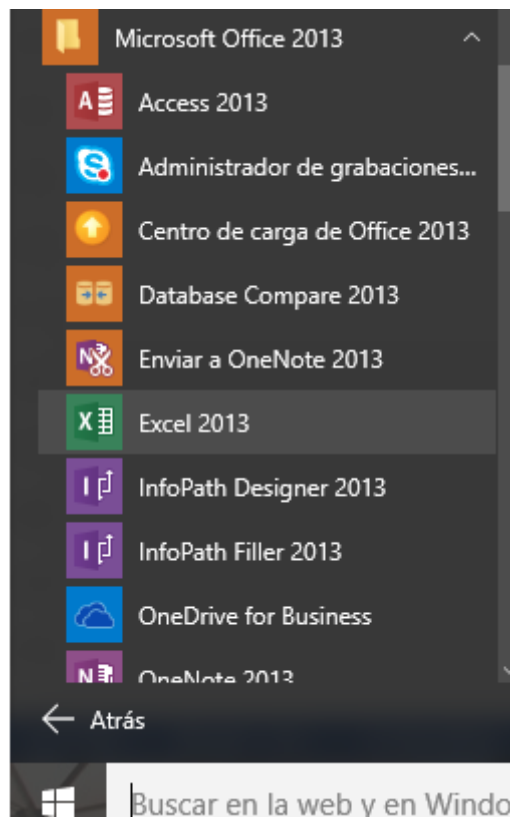 Microsoft Office 2013
Access 2013
Administrador de grabaciones...
Centro de carga de Office 2013
Database Compare 2013
Enviar a OneNote 2013
Excel 2013
InfoPath Designer 2013
InfoPath Filler 2013
OneDrive for Business
OneNote 2013
Atrás
Buscar en la web y en Windo